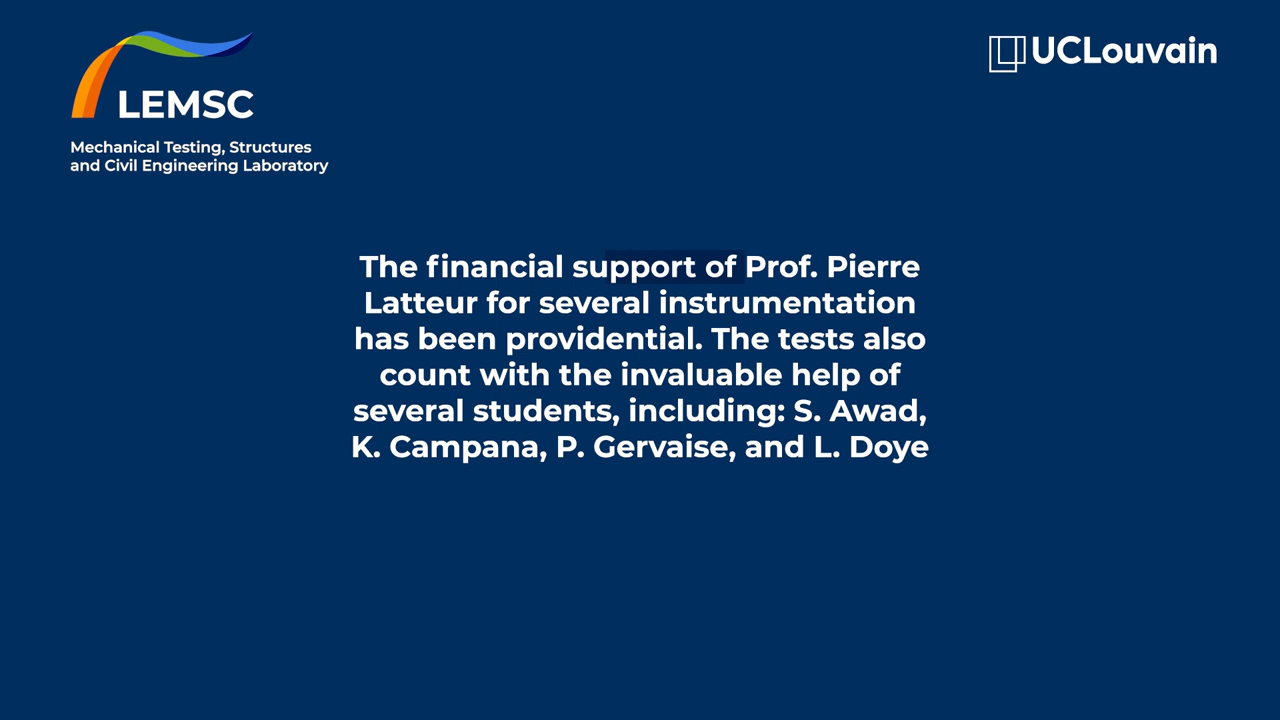 LEMSC
Mechanical Testing, Structures
and Civil Engineering Laboratory
UCLouvain
The financial support of Prof. Pierre
Latteur for several instrumentation
has been providential. The tests also
count with the invaluable help of
several students, including: S. Awad,
K. Campana, P. Gervaise, and L. Doye